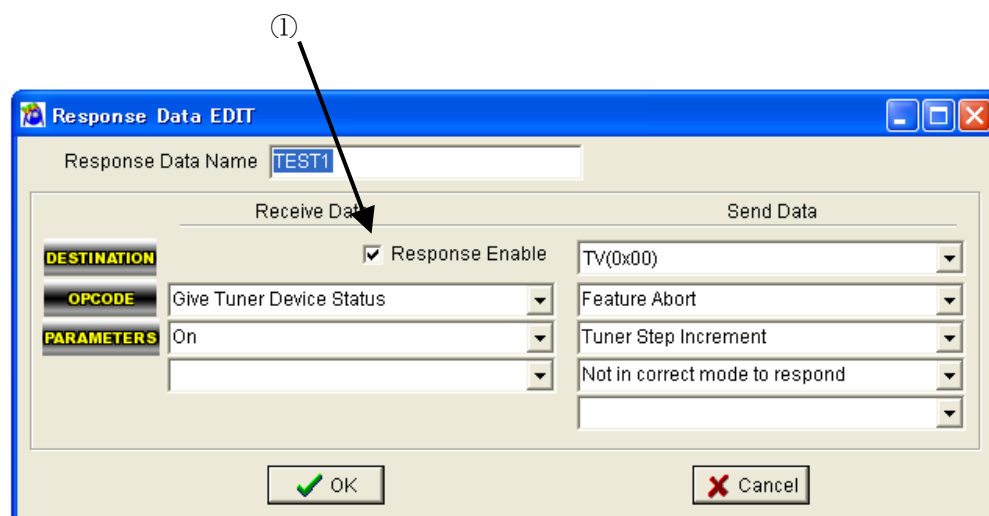 ①
Response Data EDIT
Response Data Name TEST1
Receive Data Send Data
DESTINATION Response Enable TV(0x00)
OPCODE Give Tuner Device Status Feature Abort
PARAMETERS On Tuner Step Increment
Not in correct mode to respond
OK Cancel